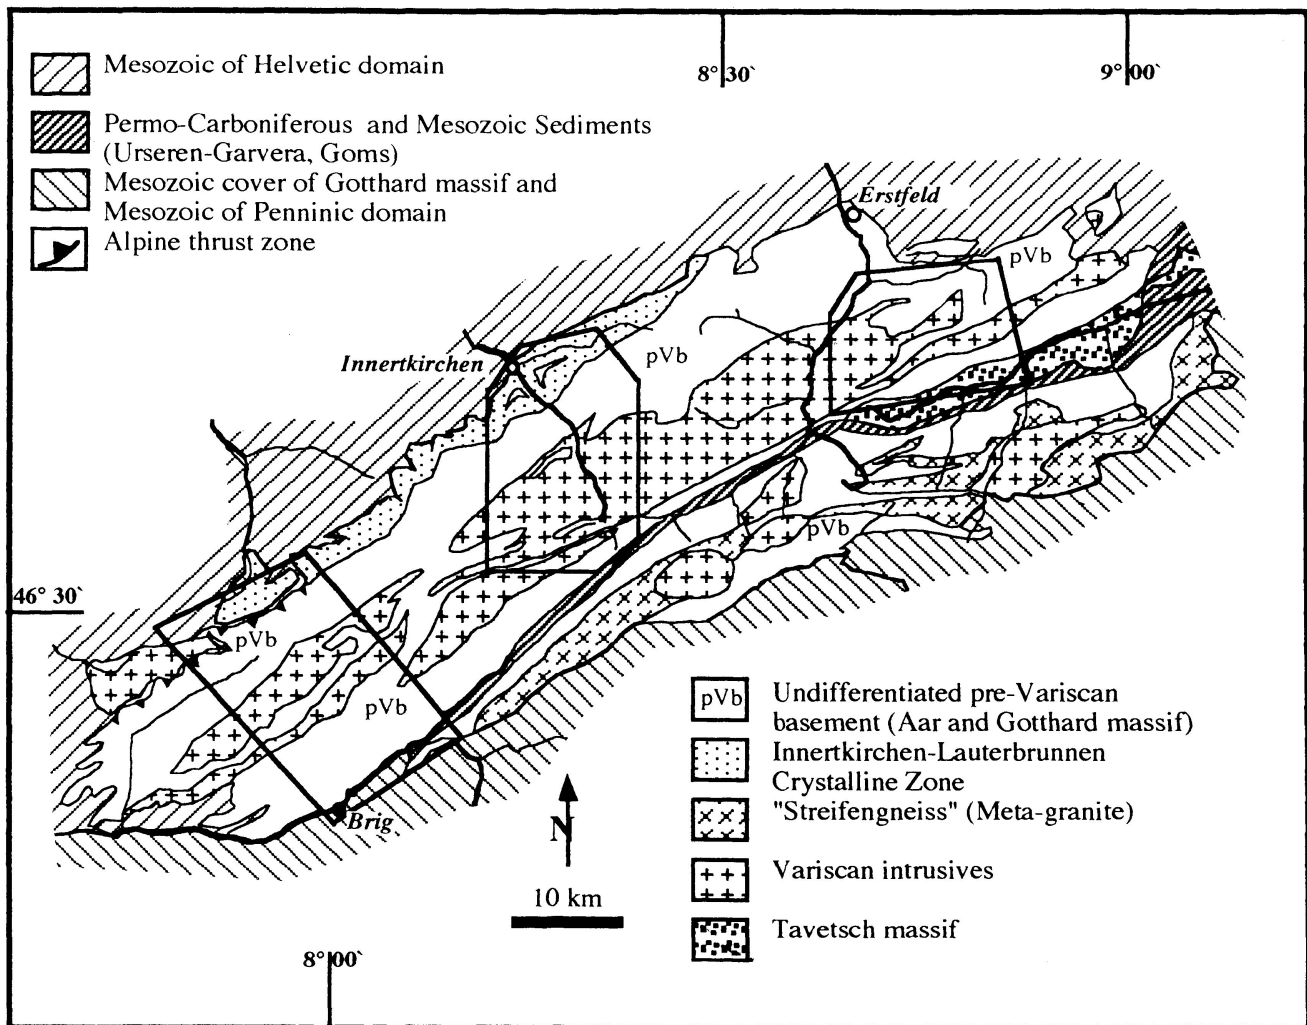 8°30`
9°00`
Mesozoic of Helvetic domain
Permo-Carboniferous and Mesozoic Sediments
(Urseren-Garvera, Goms)
Mesozoic cover of Gotthard massif and
Mesozoic of Penninic domain
Alpine thrust zone
Erstfeld
pVb
Innertkirchen
pVb
pVb
46° 30`
pVb
pVb
pVb
Undifferentiated pre-Variscan
basement (Aar and Gotthard massif)
Innertkirchen-Lauterbrunnen
Crystalline Zone
"Streifengneiss" (Meta-granite)
Variscan intrusives
Tavetsch massif
Brig
N
10 km
8°00`